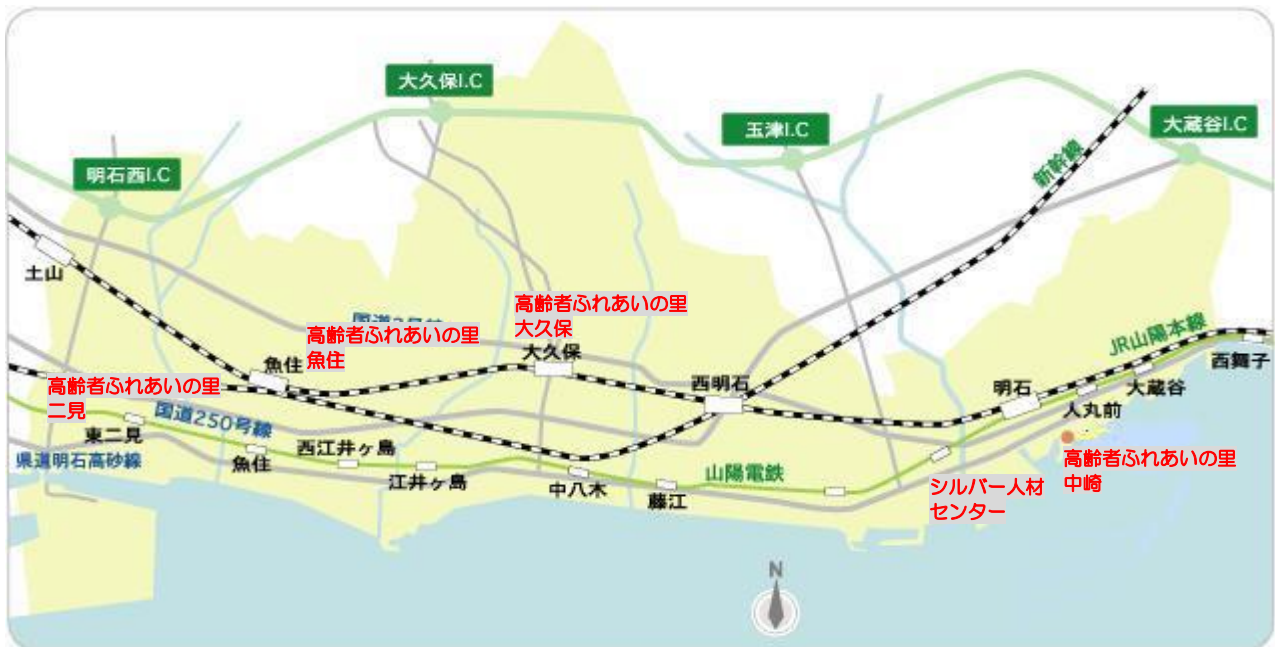 大久保I.C
玉津I.C
大蔵谷I.C
明石西I.C
新幹線
土山
高齢者ふれあいの里
大久保
大久保
高齢者ふれあいの里
魚住
魚住
JR山陽本線
西舞子
西明石
明石
大蔵谷
人丸前
高齢者ふれあいの里
二見
国道250号線
東二見
県道明石高砂線
魚住
西江井ヶ島
江井ヶ島
中八木
藤江
山陽電鉄
シルバー人材
センター
高齢者ふれあいの里
中崎
N